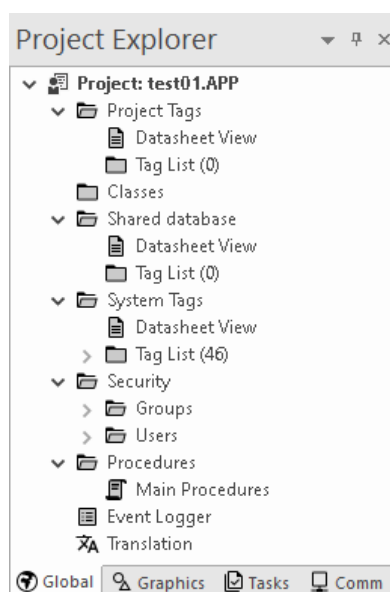 Project Explorer
Project: test01.APP
Project Tags
Datasheet View
Tag List (0)
Classes
Shared database
Datasheet View
Tag List (0)
System Tags
Datasheet View
Tag List (46)
Security
Groups
Users
Procedures
Main Procedures
Event Logger
Translation
Global Graphics Tasks Comm